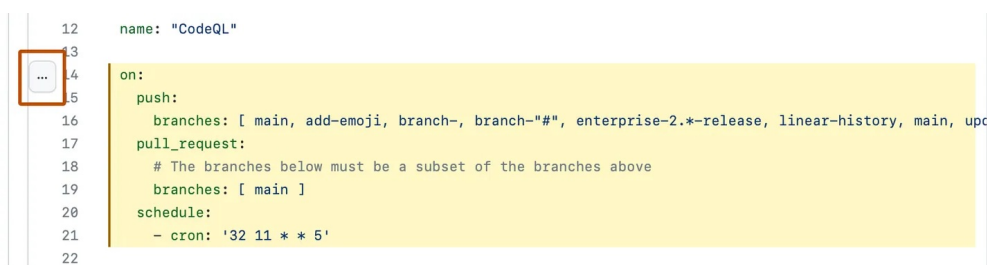 12 name: "CodeQL"
13
... 14 on:
15 push:
16 branches: [ main, add-emoji, branch-, branch-"#", enterprise-2.*-release, linear-history, main, upd
17 pull_request:
18 # The branches below must be a subset of the branches above
19 branches: [ main ]
20 schedule:
21 - cron: '32 11 * * 5'
22